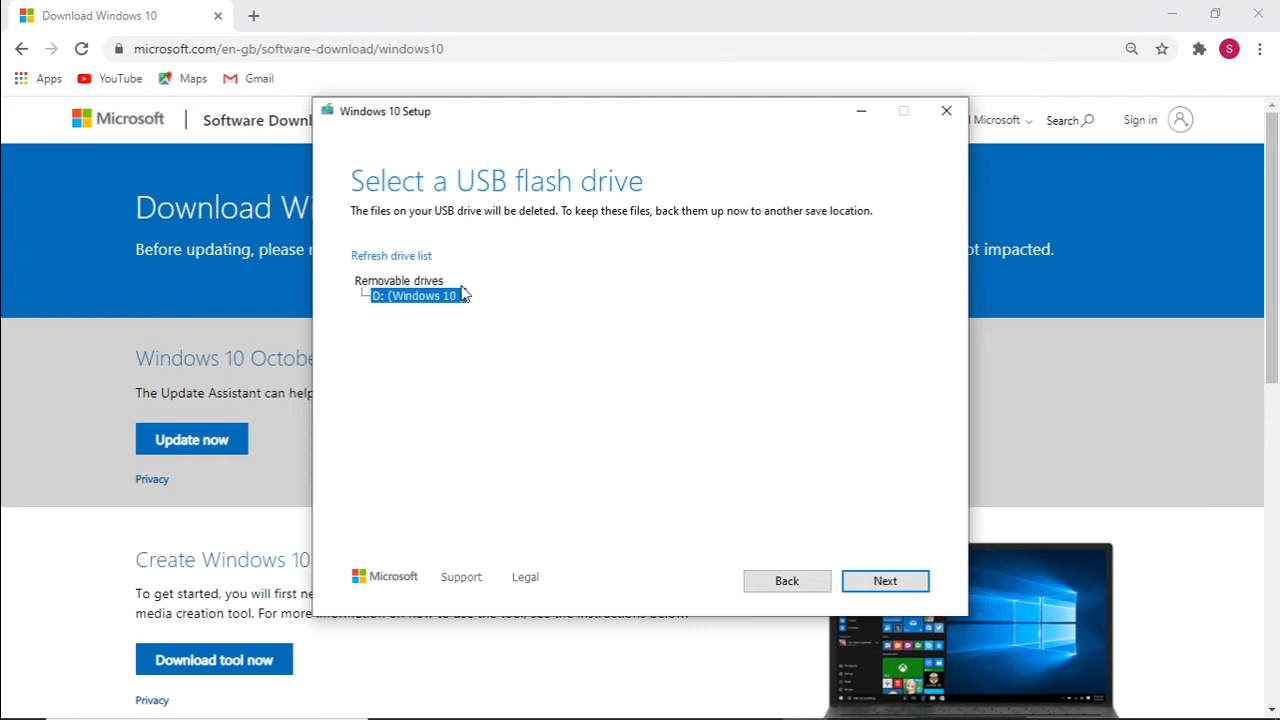 Download Windows 10
microsoft.com/en-gb/software-download/windows10
S
Apps YouTube Maps Gmail
Microsoft Software Downl
l Microsoft Search Sign in
Windows 10 Setup
Download Wi
Before updating, please r
ot impacted.
Select a USB flash drive
The files on your USB drive will be deleted. To keep these files, back them up now to another save location.
Refresh drive list
Removable drives
D: (Windows 10
Windows 10 Octobe
The Update Assistant can help
Update now
Privacy
Microsoft Support Legal
Back Next
Create Windows 10
To get started, you will first ne
media creation tool. For more
Download tool now
Privacy